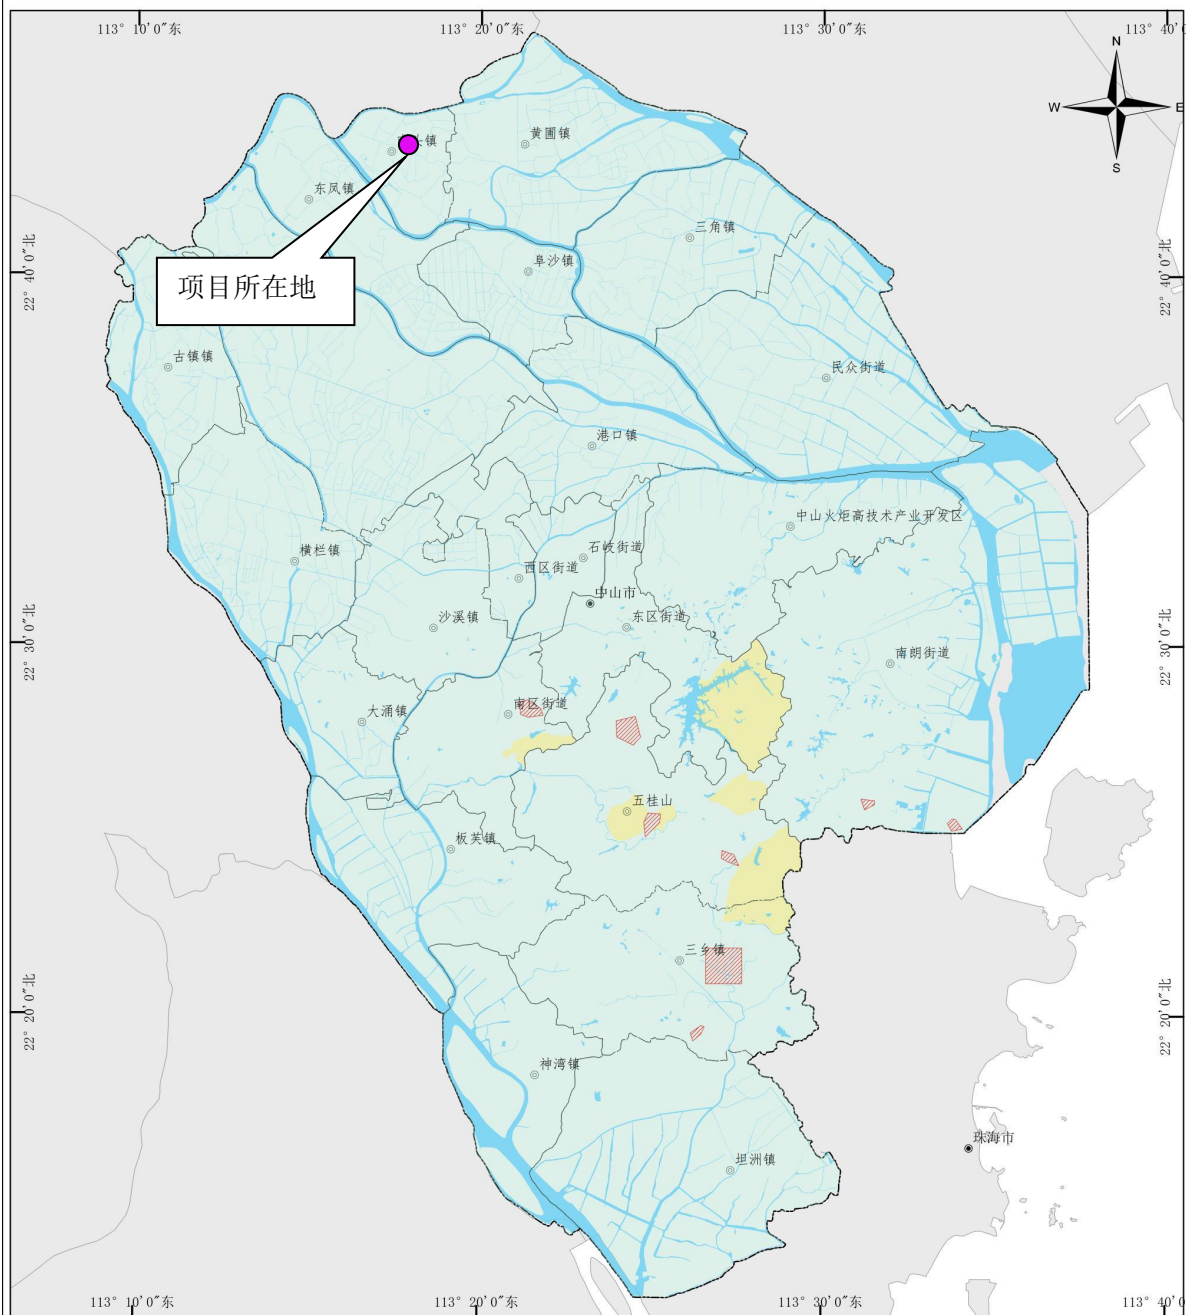 113° 10'0"东
113° 20'0"东
113° 30'0"东
113° 40'0"
N
W
E
S
头镇
黄圃镇
东凤镇
三角镇
阜沙镇
22° 40'0"北
22° 40'0"北
项目所在地
古镇镇
民众街道
港口镇
中山火炬高技术产业开发区
石岐街道
横栏镇
西区街道
中山市
沙溪镇
东区街道
22° 30'0"北
22° 30'0"北
南朗街道
大涌镇
南区街道
五桂山
板芙镇
三乡镇
22° 20'0"北
22° 20'0"北
神湾镇
珠海市
坦洲镇
113° 10'0"东
113° 20'0"东
113° 30'0"东
113° 40'0